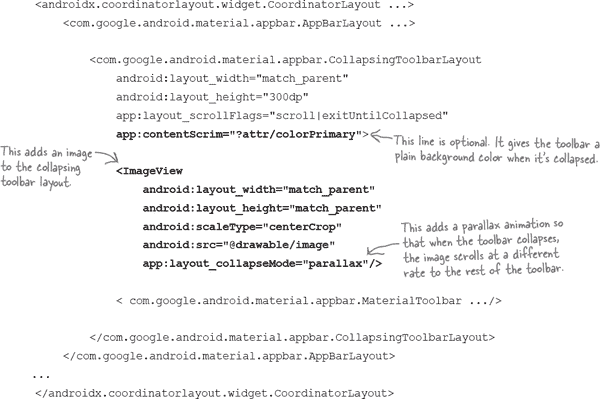 <androidx.coordinatorlayout.widget.CoordinatorLayout ...>
<com.google.android.material.appbar.AppBarLayout ...>
<com.google.android.material.appbar.CollapsingToolbarLayout
android:layout_width="match_parent"
android:layout_height="300dp"
app:layout_scrollFlags="scroll|exitUntilCollapsed"
app:contentScrim="?attr/colorPrimary">
This line is optional. It gives the toolbar a
plain background color when it's collapsed.
This adds an image
to the collapsing
toolbar layout.
<ImageView
android:layout_width="match_parent"
android:layout_height="match_parent"
android:scaleType="centerCrop"
android:src="@drawable/image"
app:layout_collapseMode="parallax"/>
This adds a parallax animation so
that when the toolbar collapses,
the image scrolls at a different
rate to the rest of the toolbar.
< com.google.android.material.appbar.MaterialToolbar .../>
</com.google.android.material.appbar.CollapsingToolbarLayout>
</com.google.android.material.appbar.AppBarLayout>
...
</androidx.coordinatorlayout.widget.CoordinatorLayout>